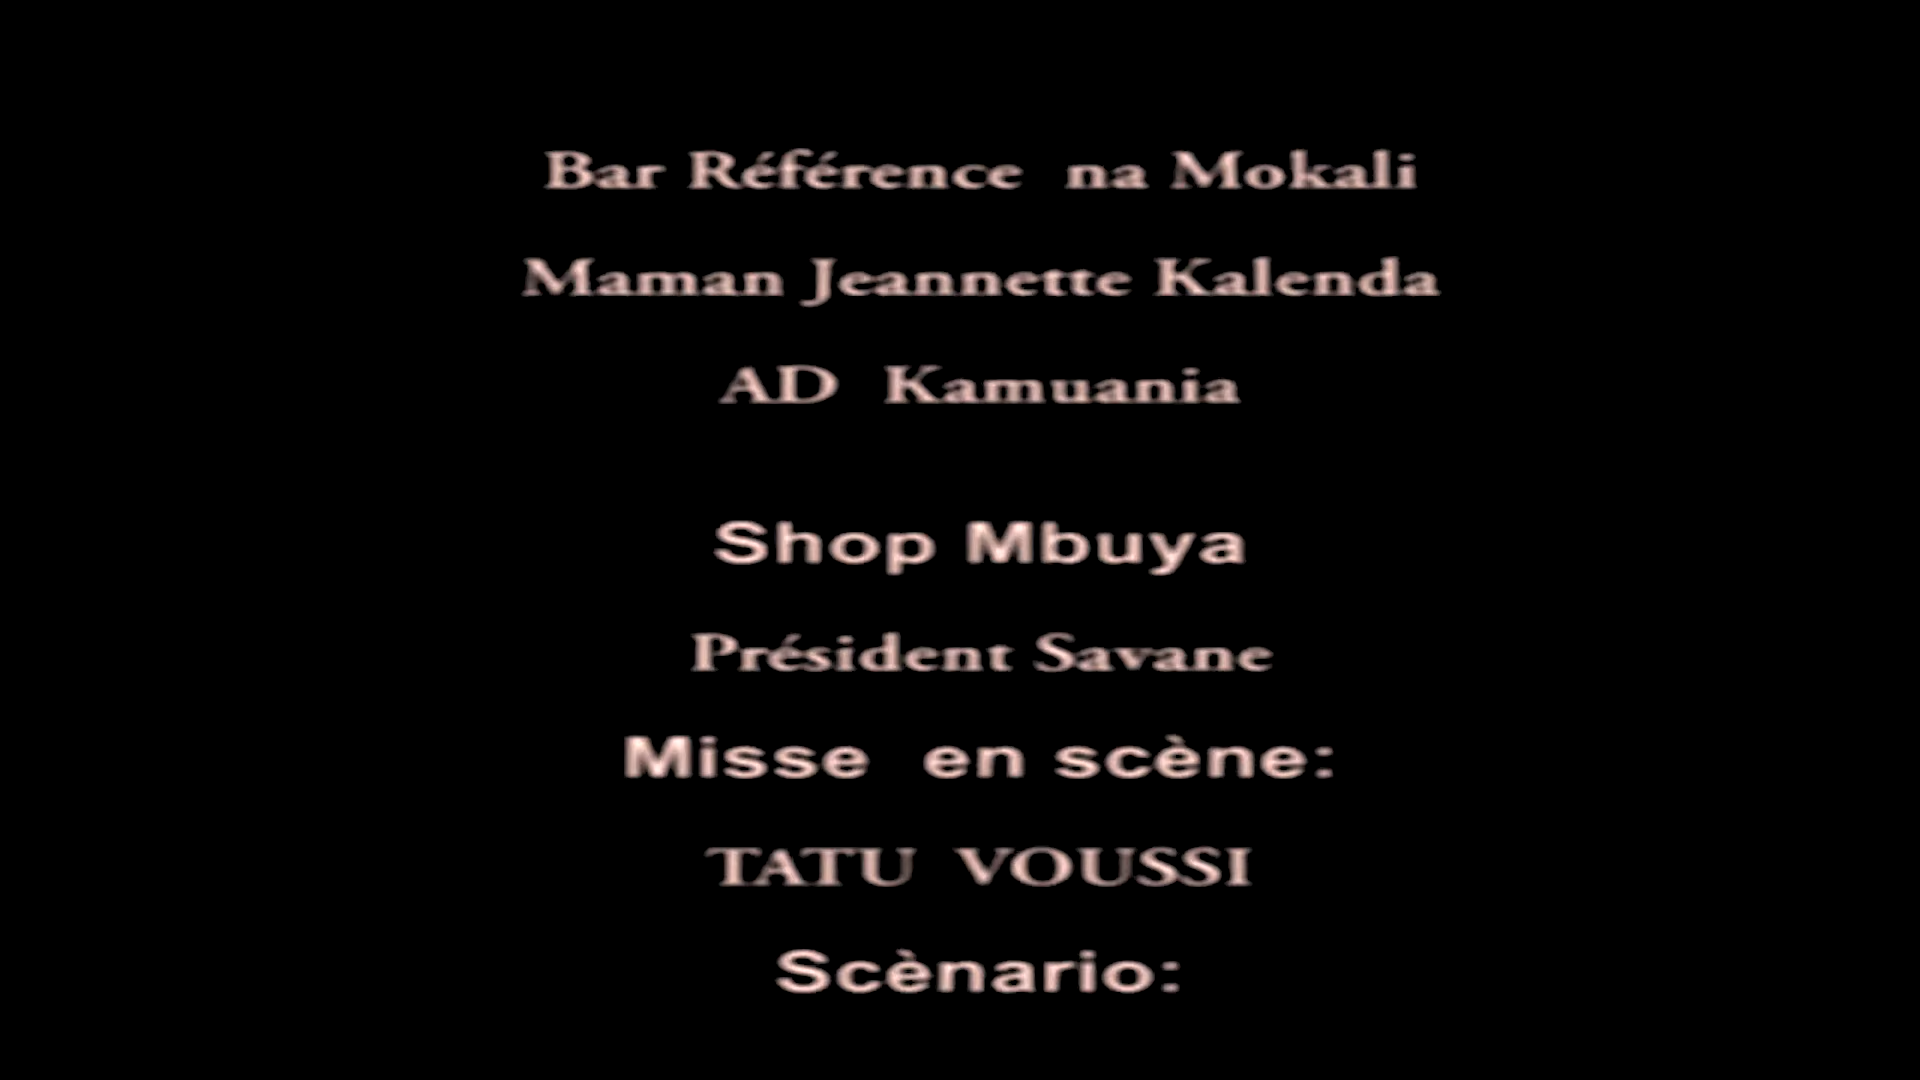 Bar Référence na Mokali
Maman Jeannette Kalenda
AD Kamuania
Shop Mbuya
Président Savane
Misse en scène:
TATU VOUSSI
Scènario: